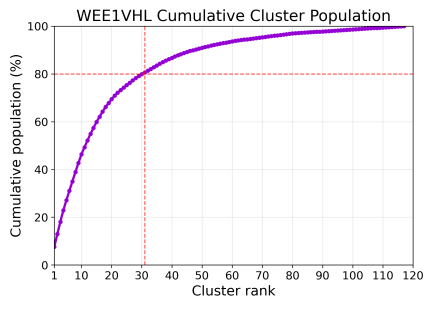 WEE1VHL Cumulative Cluster Population
Cumulative population (%)
100
80
60
40
20
0
1 10 20 30 40 50 60 70 80 90 100 110 120
Cluster rank